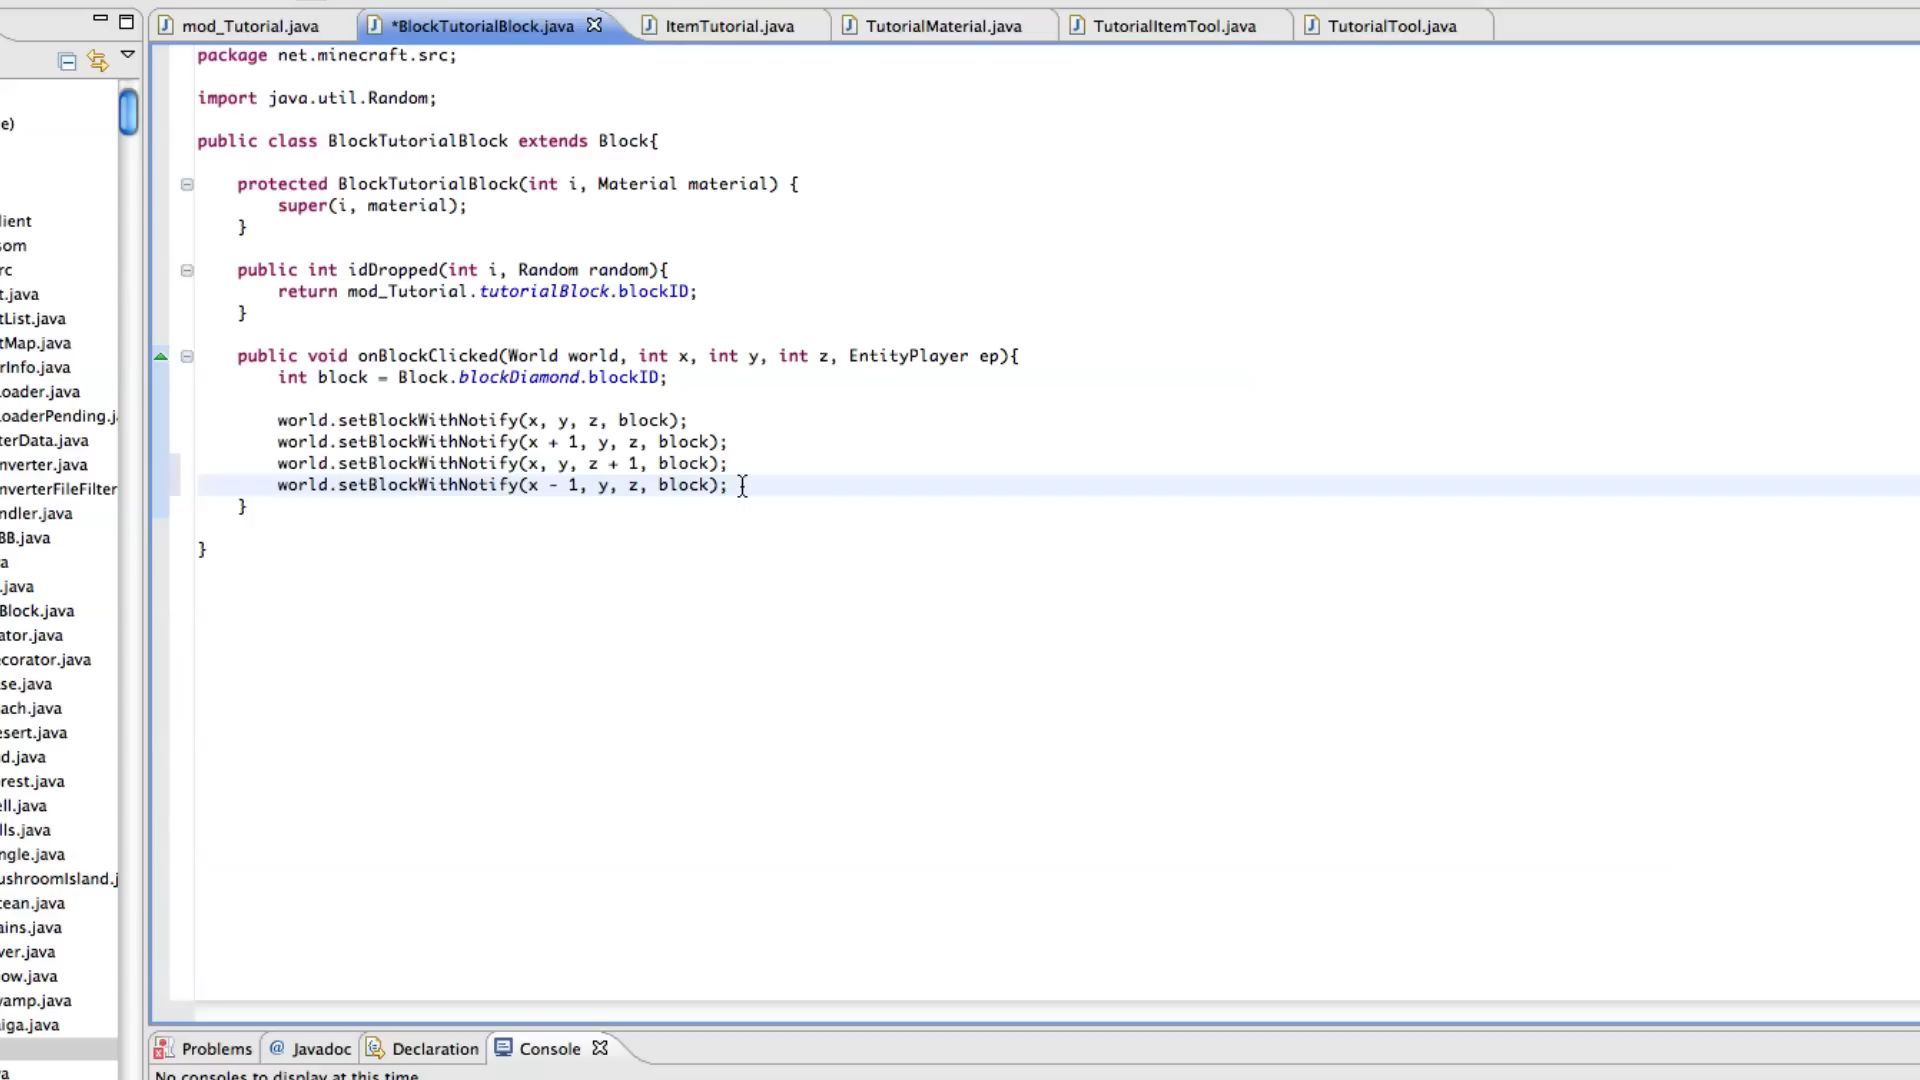 mod_Tutorial.java
*BlockTutorialBlock.java
ItemTutorial.java
TutorialMaterial.java
TutorialItemTool.java
TutorialTool.java
e)
lient
som
rc
t.java
tList.java
tMap.java
rInfo.java
Loader.java
LoaderPending.j
terData.java
nverter.java
nverterFileFilter
ndler.java
BB.java
a
.java
Block.java
ator.java
ecorator.java
se.java
ach.java
esert.java
d.java
rest.java
ell.java
lls.java
ngle.java
ushroomIsland.j
cean.java
ains.java
ver.java
ow.java
vamp.java
iga.java
a
package net.minecraft.src;
import java.util.Random;
public class BlockTutorialBlock extends Block{
protected BlockTutorialBlock(int i, Material material) {
super(i, material);
}
public int idDropped(int i, Random random){
return mod_Tutorial.tutorialBlock.blockID;
}
public void onBlockClicked(World world, int x, int y, int z, EntityPlayer ep){
int block = Block.blockDiamond.blockID;
world.setBlockWithNotify(x, y, z, block);
world.setBlockWithNotify(x + 1, y, z, block);
world.setBlockWithNotify(x, y, z + 1, block);
world.setBlockWithNotify(x - 1, y, z, block);
}
}
Problems
@ Javadoc
Declaration
Console
No consoles to display at this time.